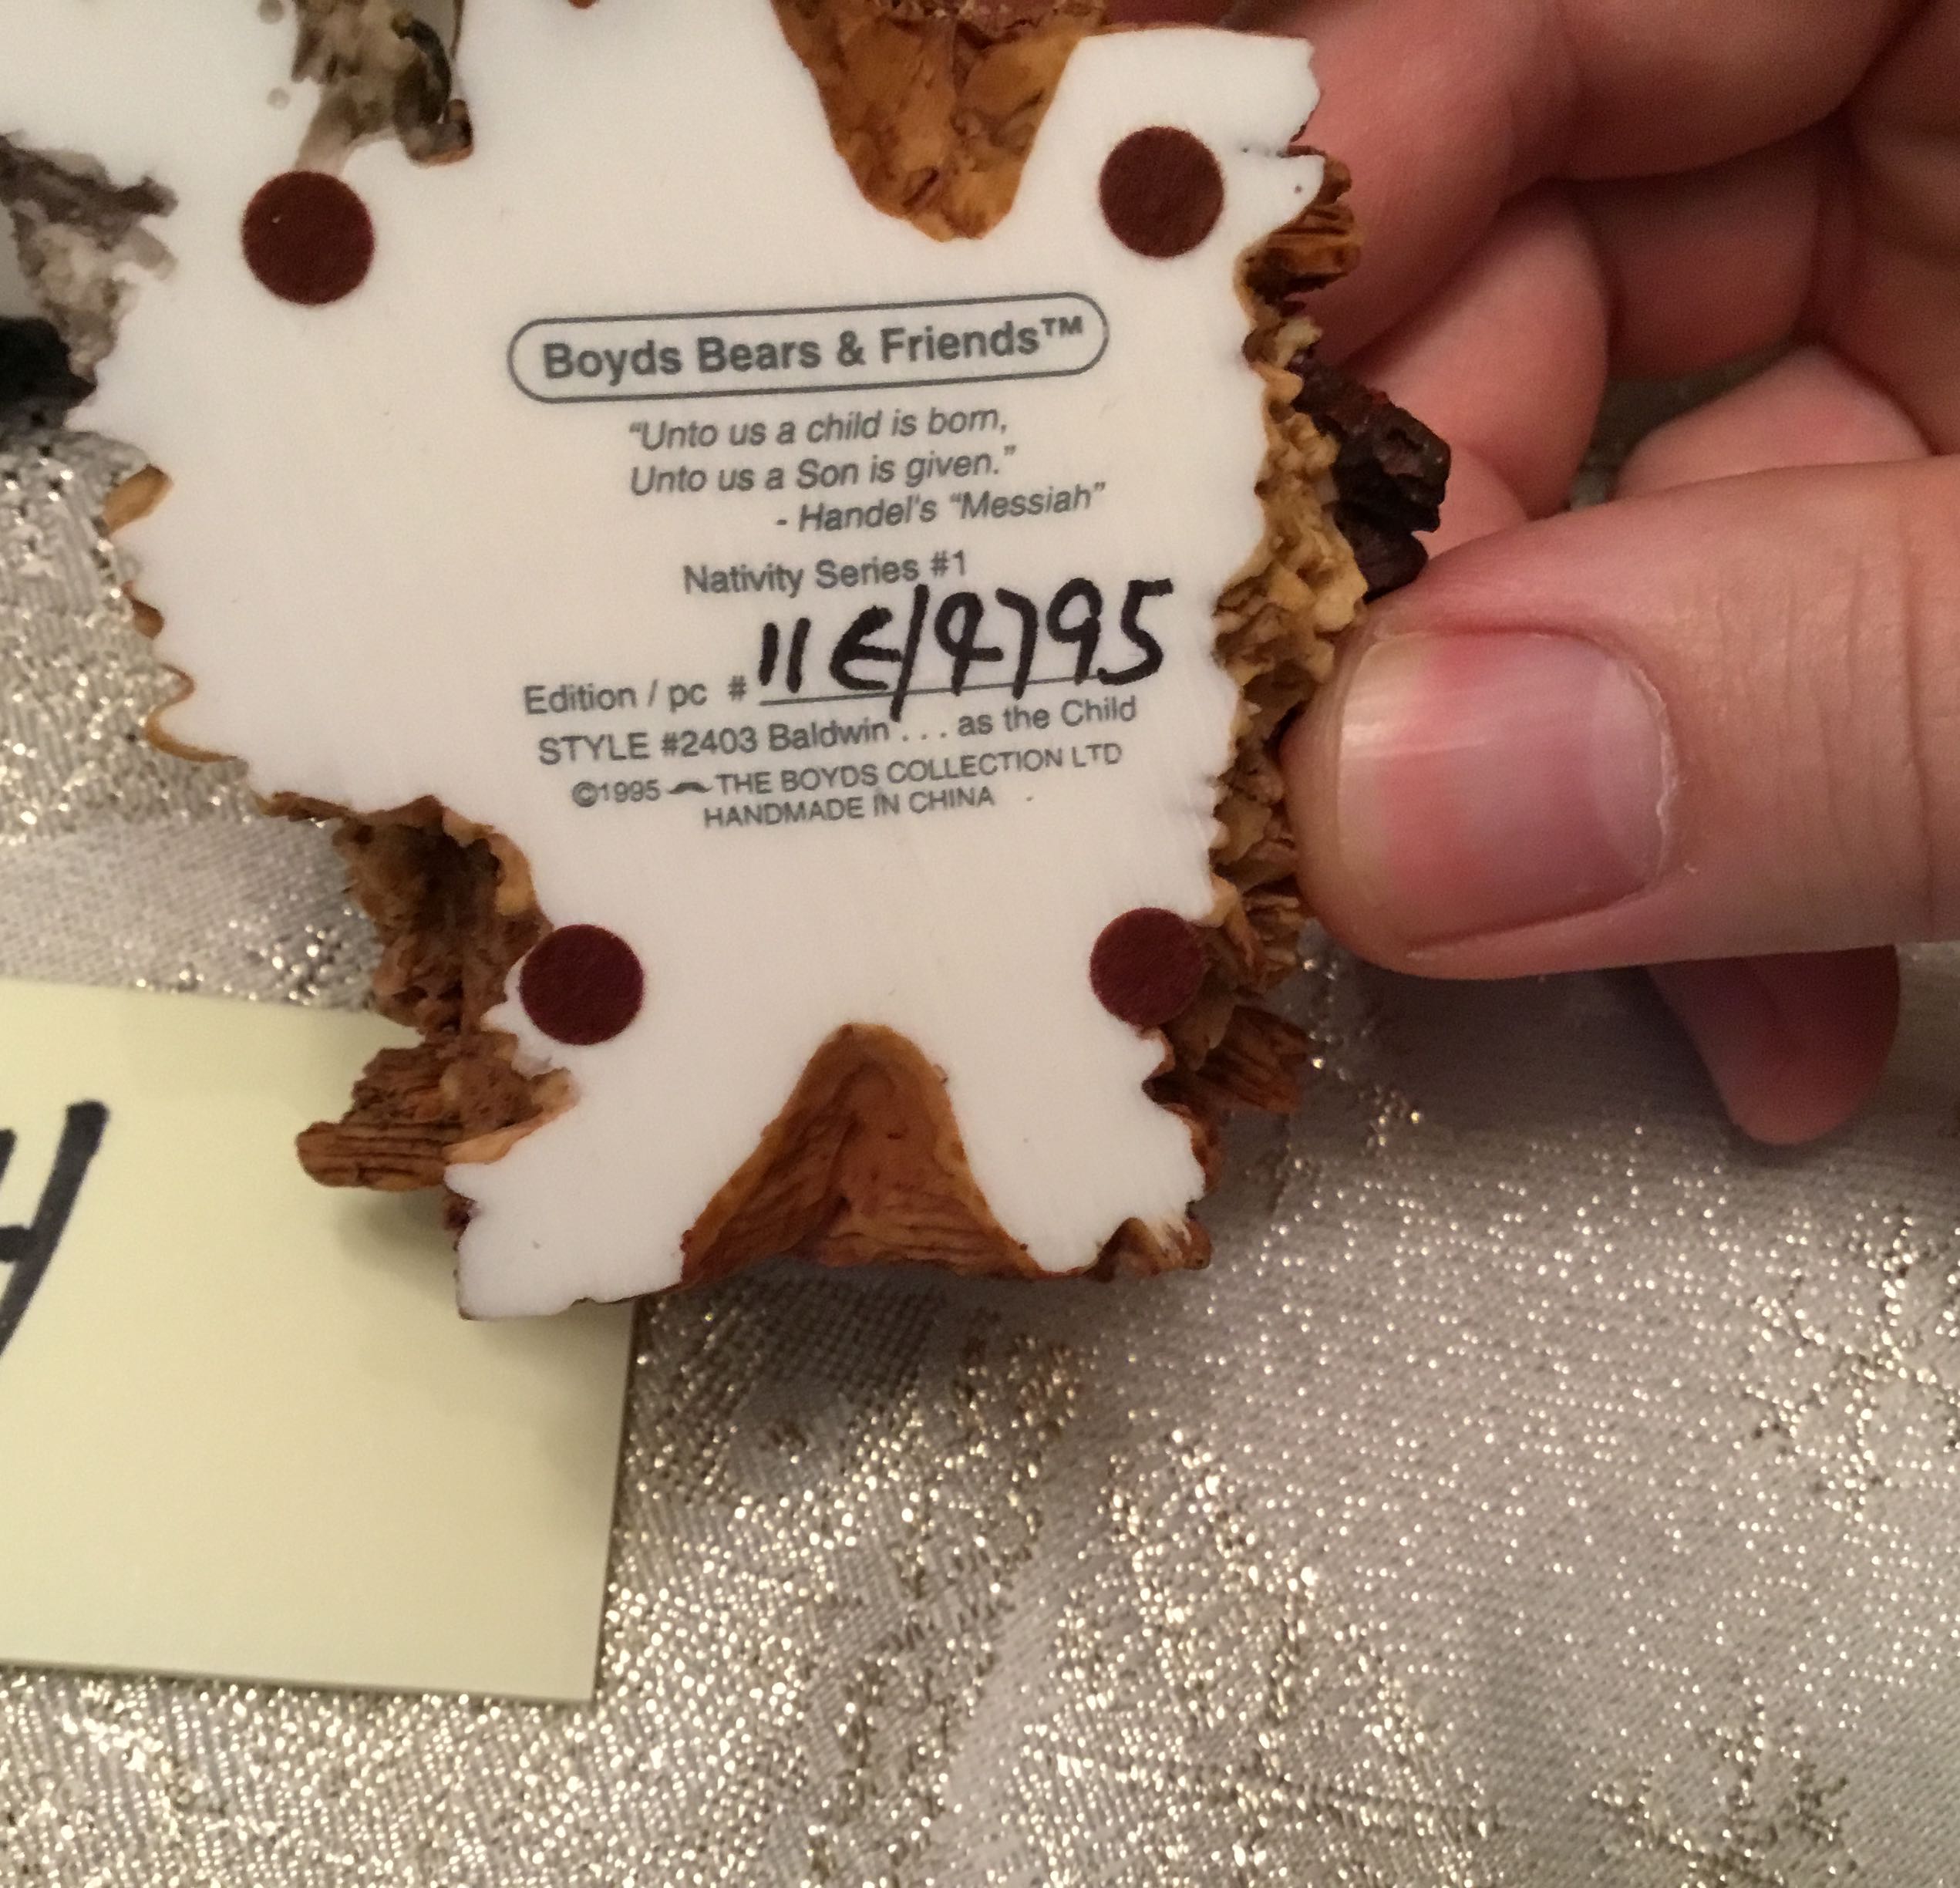 Boyds Bears & Friends™
“Unto us a child is born,
Unto us a Son is given.”
- Handel's “Messiah”
Nativity Series #1
Edition / pc # 11E/4795
STYLE #2403 Baldwin . . . as the Child
©1995 THE BOYDS COLLECTION LTD
HANDMADE IN CHINA